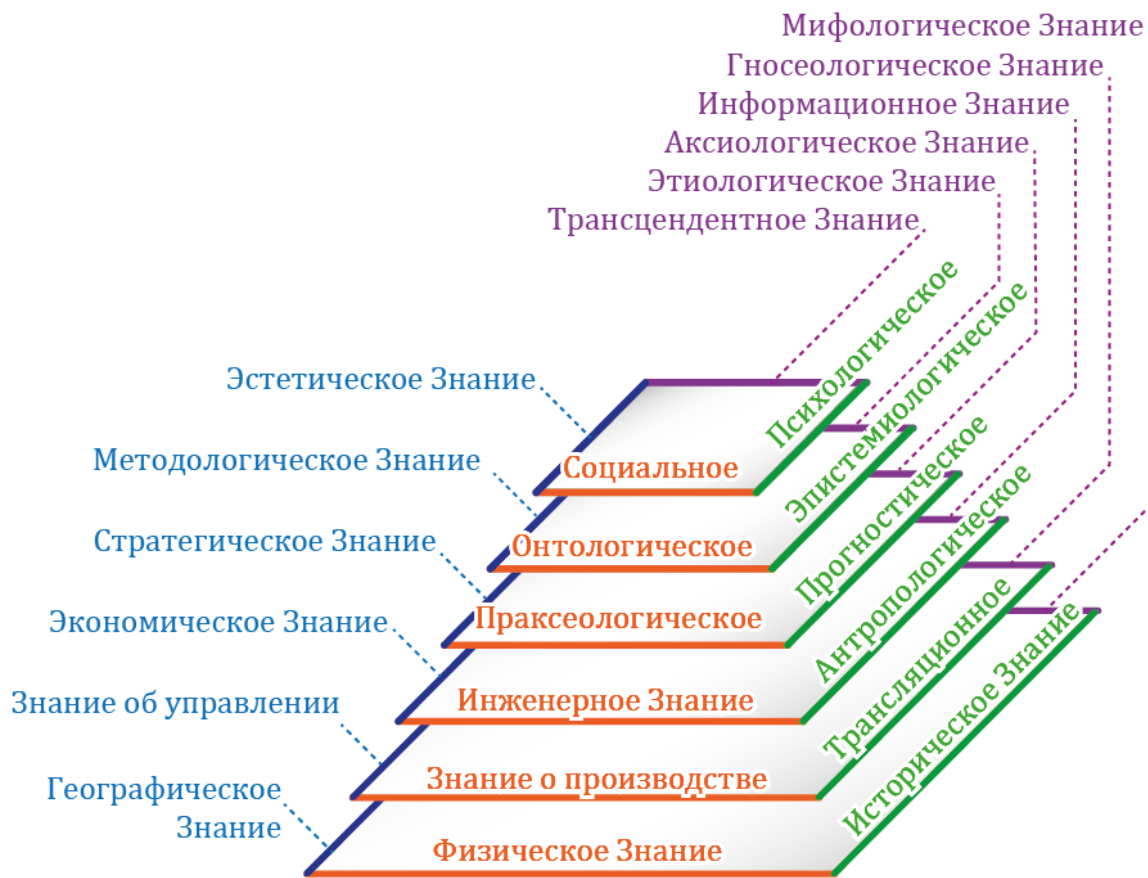 Мифологическое Знание
Гносеологическое Знание
Информационное Знание
Аксиологическое Знание
Этиологическое Знание
Трансцендентное Знание
Психологическое
Эстетическое Знание
Социальное
Эпистемиологическое
Методологическое Знание
Онтологическое
Прогностическое
Стратегическое Знание
Праксеологическое
Антропологическое
Экономическое Знание
Инженерное Знание
Трансляционное
Знание об управлении
Знание о производстве
Историческое Знание
Географическое
Знание
Физическое Знание